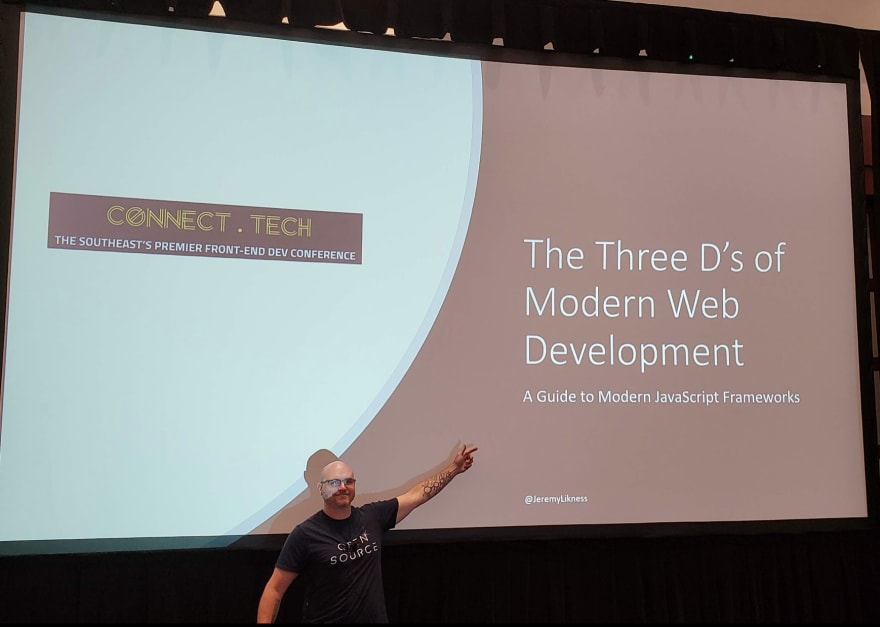 CONNECT . TECH
THE SOUTHEAST'S PREMIER FRONT-END DEV CONFERENCE
The Three D's of
Modern Web
Development
A Guide to Modern JavaScript Frameworks
@JeremyLikness
OPEN
SOURCE